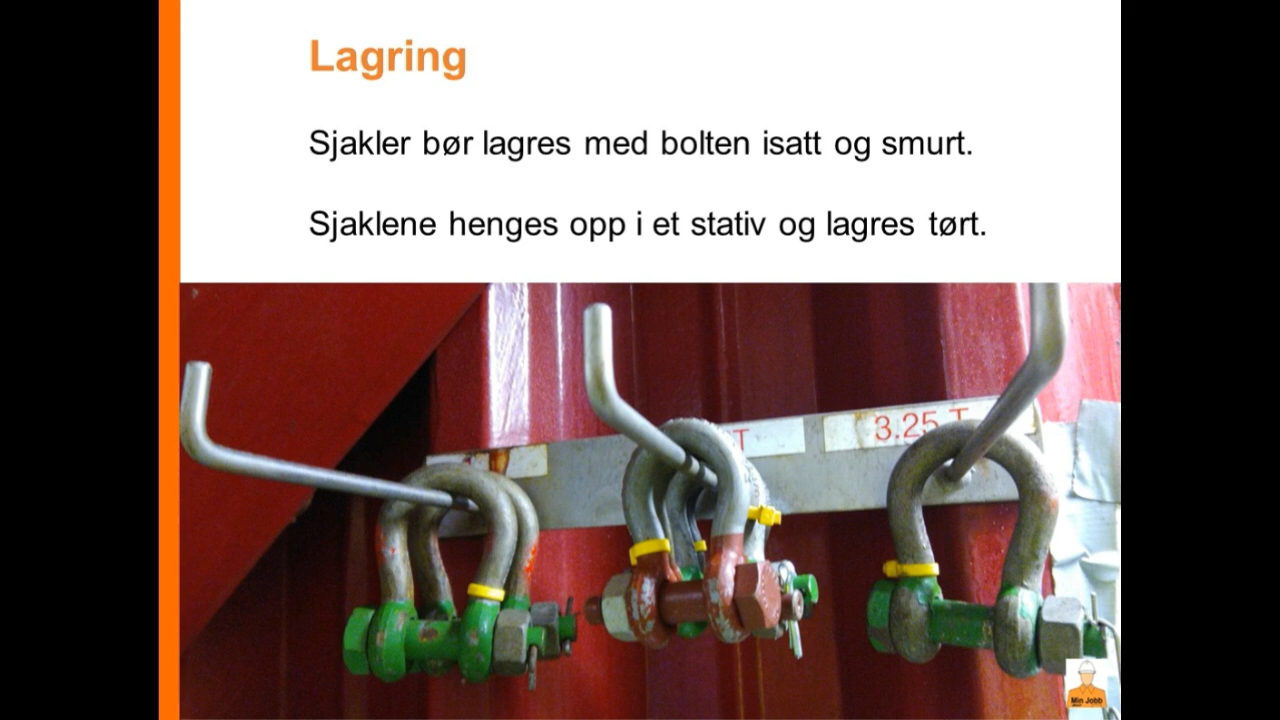 Lagring
Sjakler bør lagres med bolten isatt og smurt.
Sjaklene henges opp i et stativ og lagres tørt.
T
3.25 T
Min Jobb